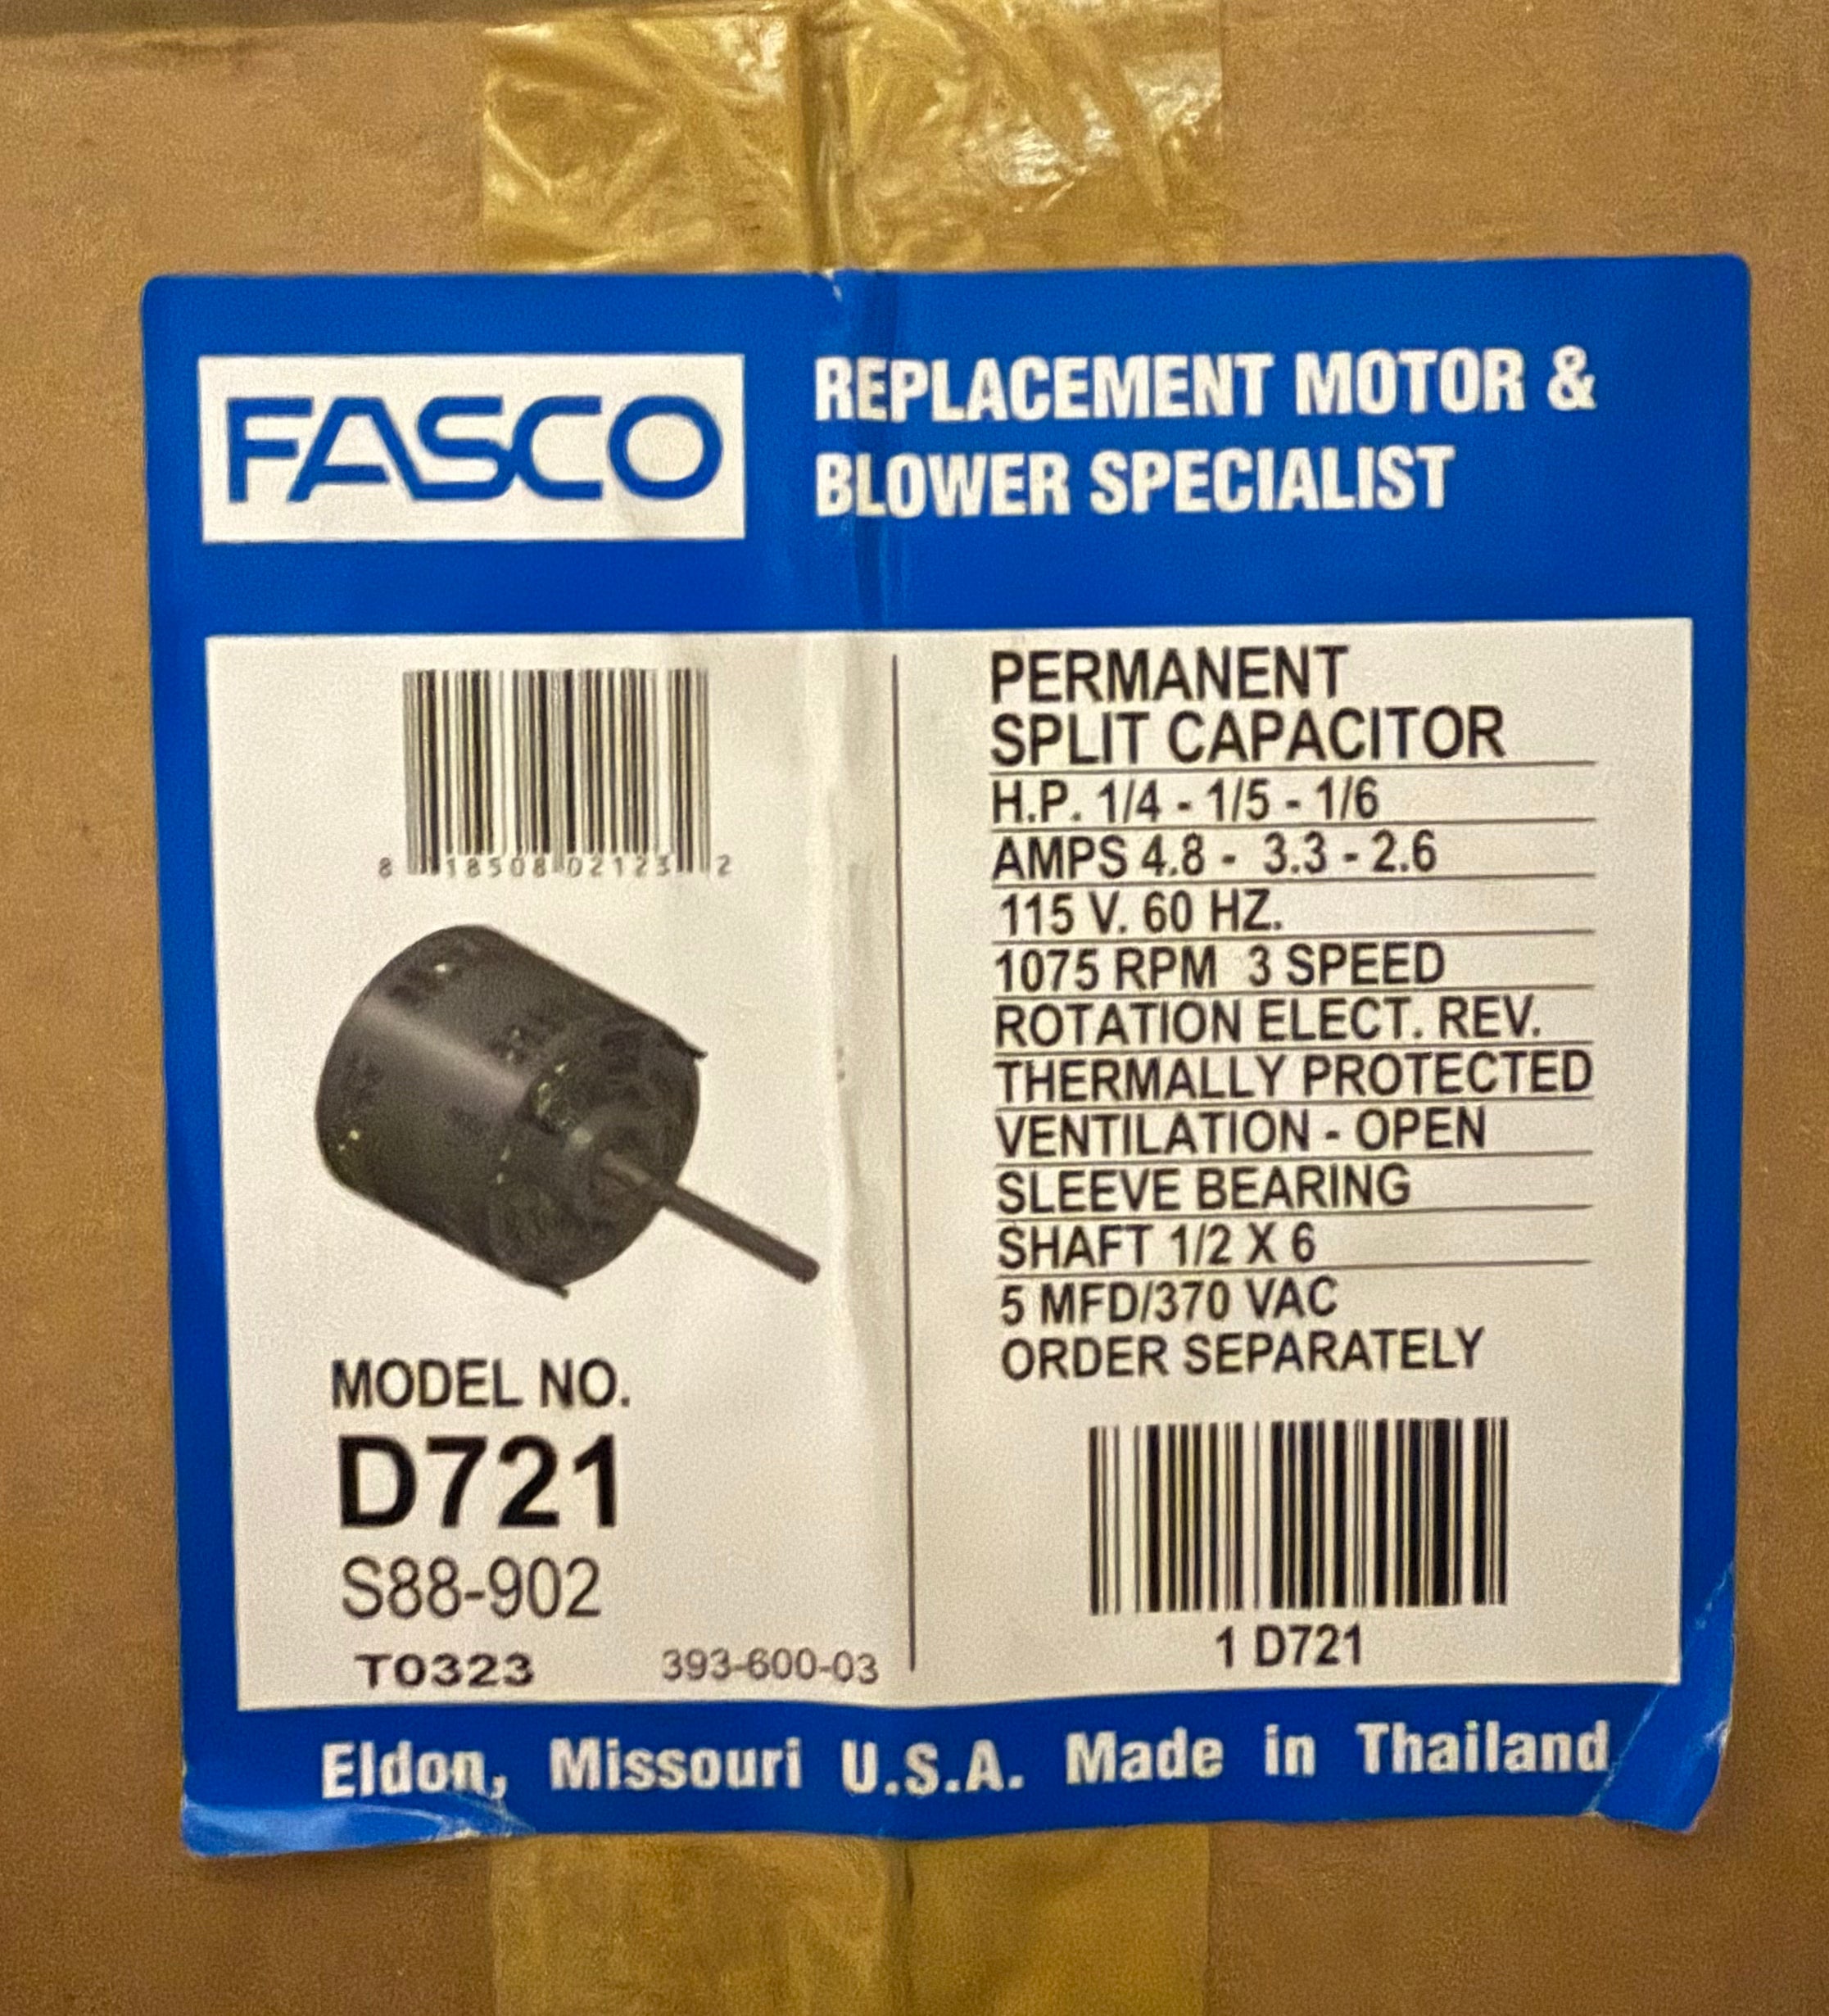 FASCO
REPLACEMENT MOTOR &
BLOWER SPECIALIST
8 18508 02123 2
MODEL NO.
D721
S88-902
T0323
393-600-03
PERMANENT
SPLIT CAPACITOR
H.P. 1/4 - 1/5 - 1/6
AMPS 4.8 - 3.3 - 2.6
115 V. 60 HZ.
1075 RPM 3 SPEED
ROTATION ELECT. REV.
THERMALLY PROTECTED
VENTILATION - OPEN
SLEEVE BEARING
SHAFT 1/2 X 6
5 MFD/370 VAC
ORDER SEPARATELY
1 D721
Eldon, Missouri U.S.A. Made in Thailand